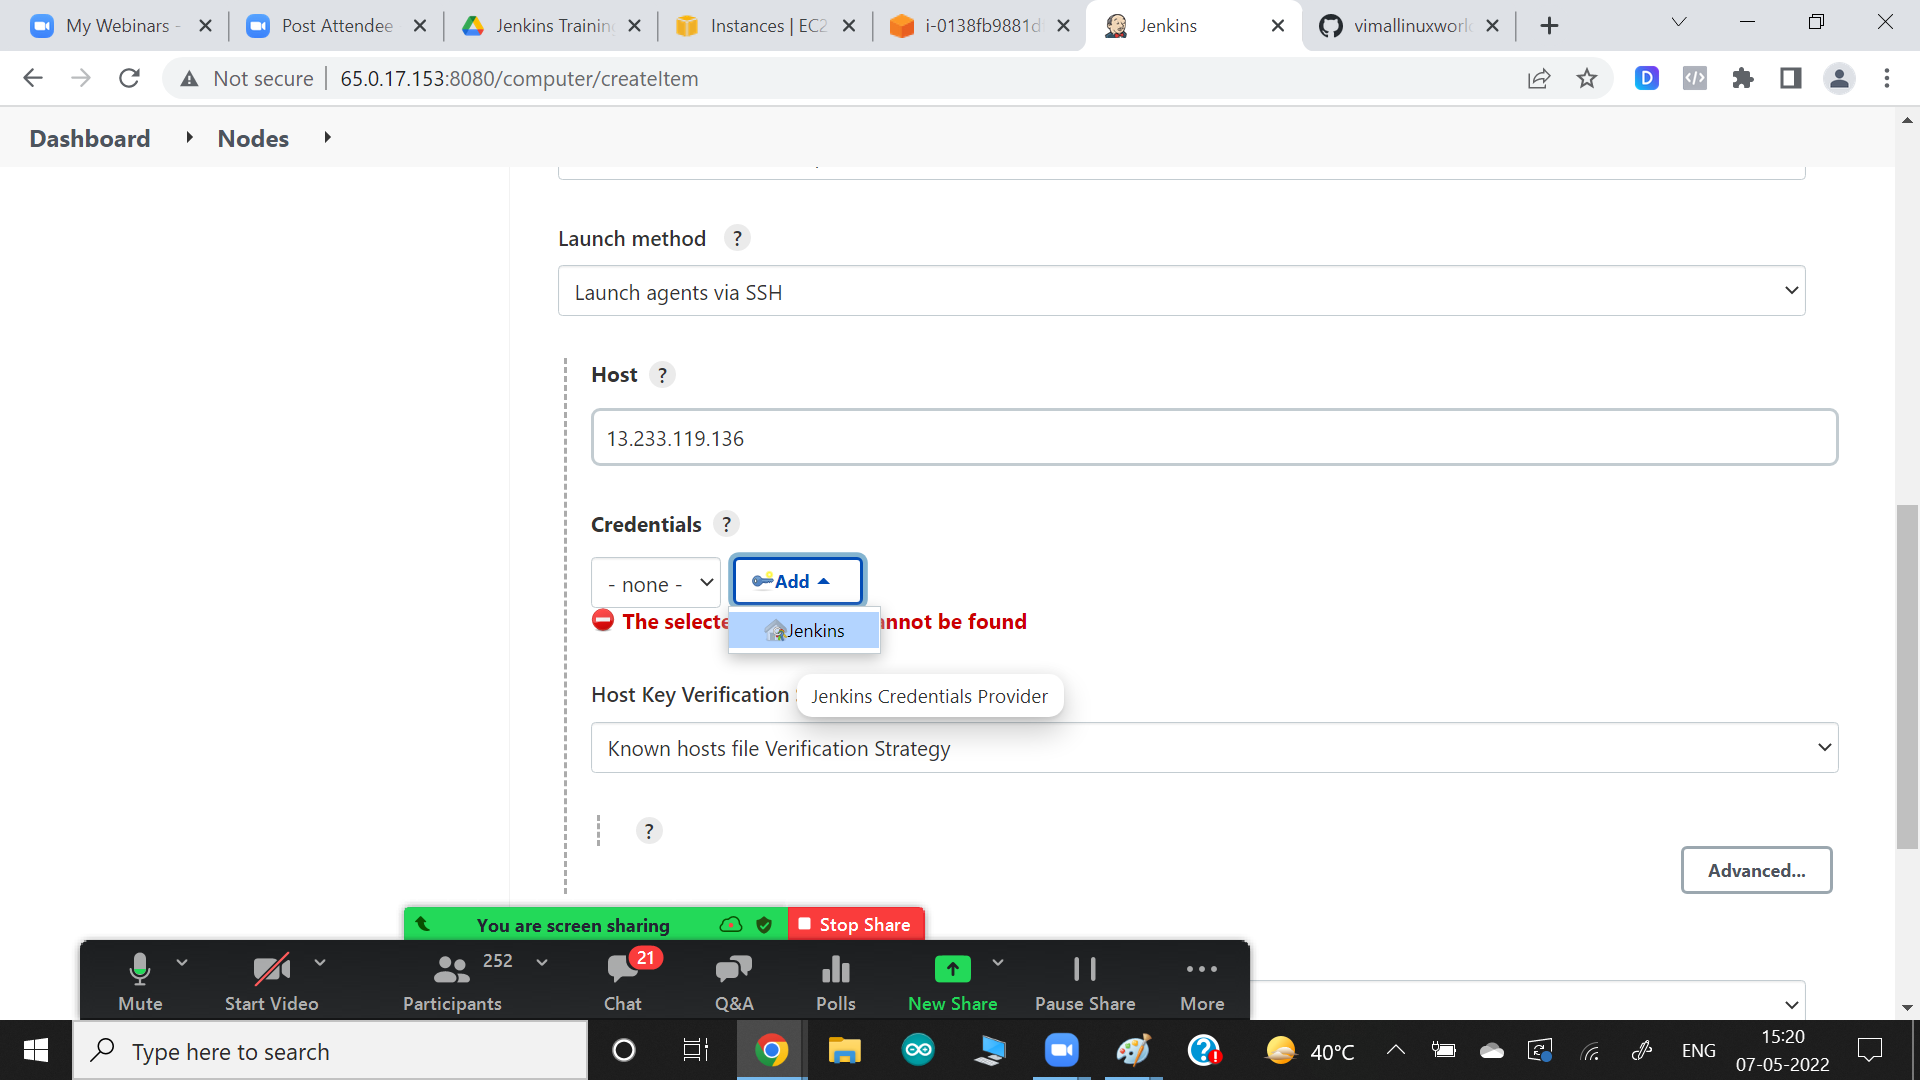 My Webinars -
Post Attendee
Jenkins Training
Instances | EC2
i-0138fb9881d
Jenkins
vimallinuxworld
Not secure
65.0.17.153:8080/computer/createItem
Dashboard
Nodes
Launch method ?
Launch agents via SSH
Host ?
13.233.119.136
Credentials ?
- none -
Add
The selecte
nnot be found
Jenkins
Host Key Verification
Jenkins Credentials Provider
Known hosts file Verification Strategy
?
Advanced...
You are screen sharing
Stop Share
Mute
Start Video
252
Participants
21
Chat
Q&A
Polls
New Share
Pause Share
More
Type here to search
40°C
ENG
15:20
07-05-2022